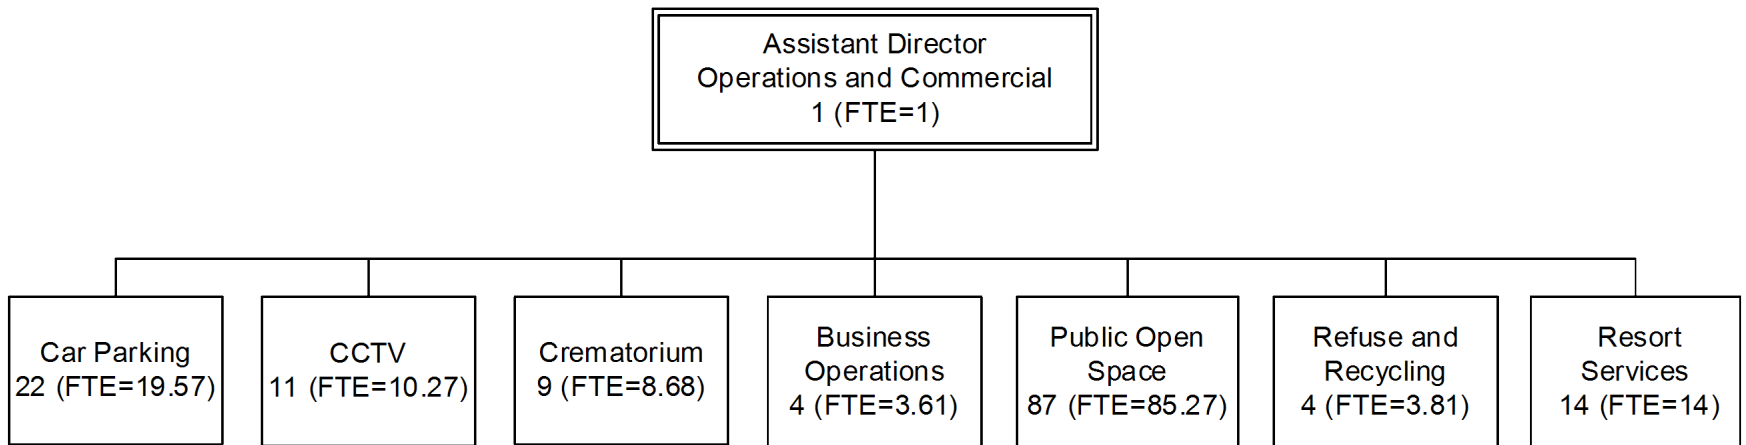 Assistant Director
Operations and Commercial
1 (FTE=1)
Car Parking
22 (FTE=19.57)
CCTV
11 (FTE=10.27)
Crematorium
9 (FTE=8.68)
Business
Operations
4 (FTE=3.61)
Public Open
Space
87 (FTE=85.27)
Refuse and
Recycling
4 (FTE=3.81)
Resort
Services
14 (FTE=14)